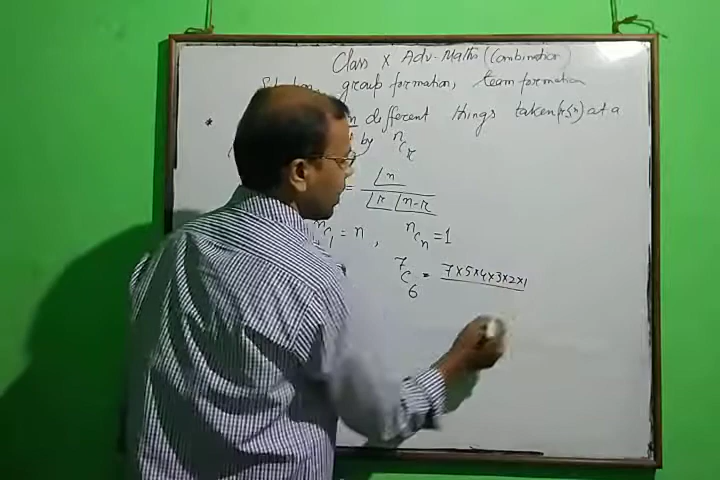 Class X Adv. Maths (Combination)
group formation, team formation
* n different things taken (r≤n) at a
by nCr
= ∟n / ∟r ∟n-r
nC1 = n , nCn = 1
7C6 = 7×5×4×3×2×1